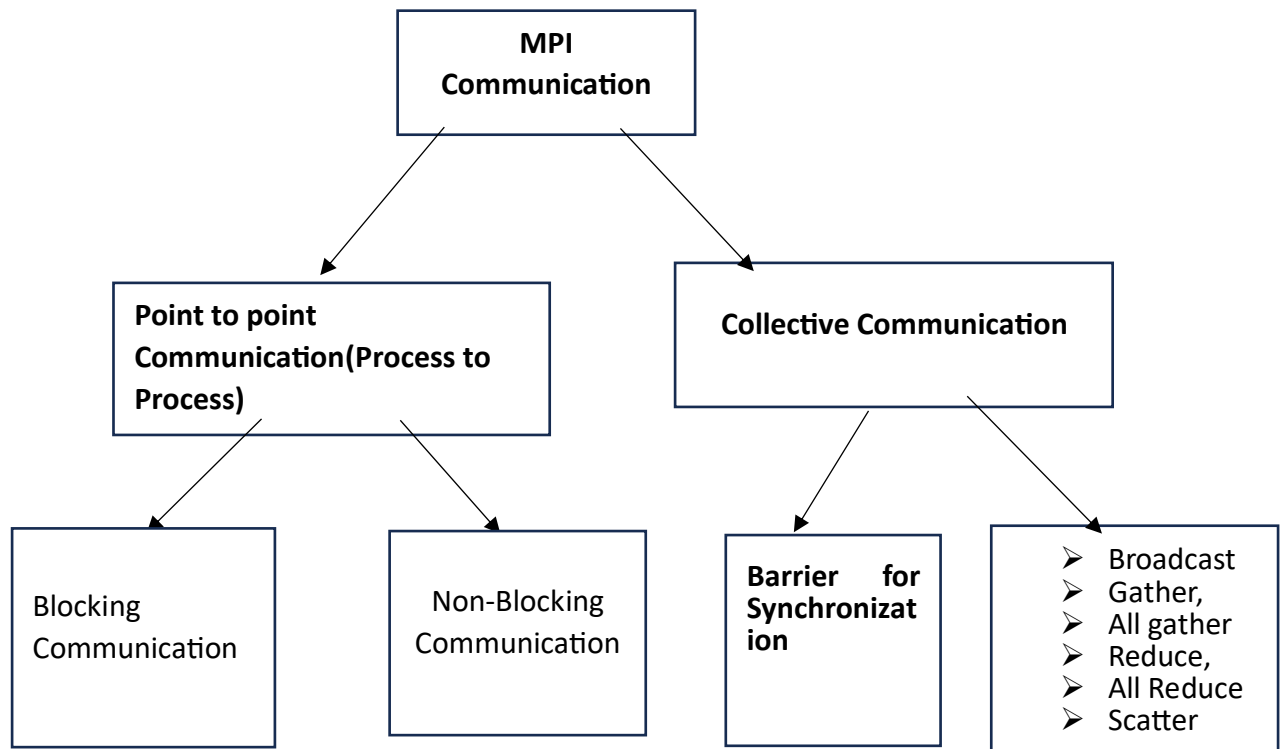 MPI
Communication
Point to point
Communication(Process to
Process)
Collective Communication
Blocking
Communication
Non-Blocking
Communication
Barrier for
Synchronizat
ion
➢ Broadcast
➢ Gather,
➢ All gather
➢ Reduce,
➢ All Reduce
➢ Scatter